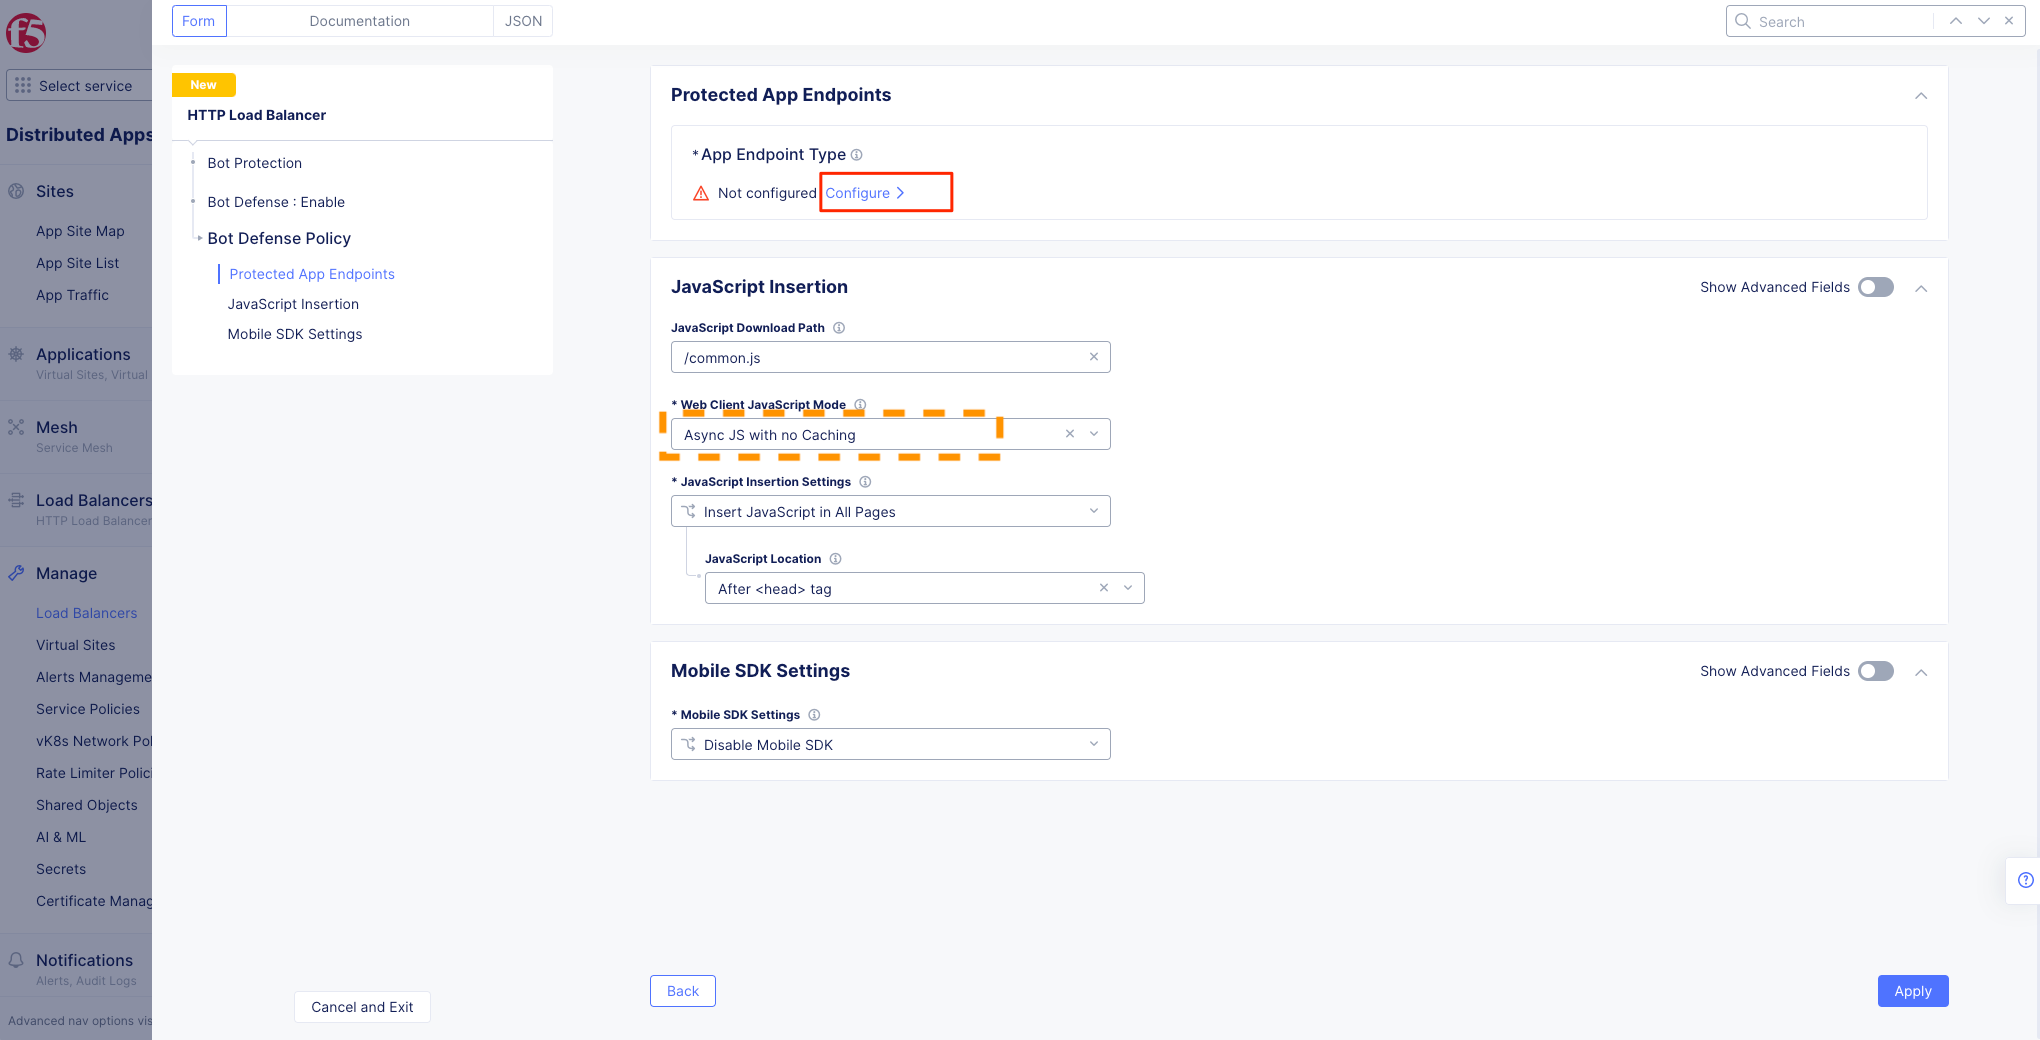 Form
Documentation
JSON
Search
f5
Select service
Distributed Apps
Sites
App Site Map
App Site List
App Traffic
Applications
Virtual Sites, Virtual
Mesh
Service Mesh
Load Balancers
HTTP Load Balancer
Manage
Load Balancers
Virtual Sites
Alerts Manageme
Service Policies
vK8s Network Pol
Rate Limiter Polici
Shared Objects
AI & ML
Secrets
Certificate Manag
Notifications
Alerts, Audit Logs
Advanced nav options vis
New
HTTP Load Balancer
Bot Protection
Bot Defense : Enable
Bot Defense Policy
Protected App Endpoints
JavaScript Insertion
Mobile SDK Settings
Cancel and Exit
Protected App Endpoints
* App Endpoint Type
Not configured Configure
JavaScript Insertion
Show Advanced Fields
JavaScript Download Path
/common.js
* Web Client JavaScript Mode
Async JS with no Caching
* JavaScript Insertion Settings
Insert JavaScript in All Pages
JavaScript Location
After <head> tag
Mobile SDK Settings
Show Advanced Fields
* Mobile SDK Settings
Disable Mobile SDK
Back
Apply